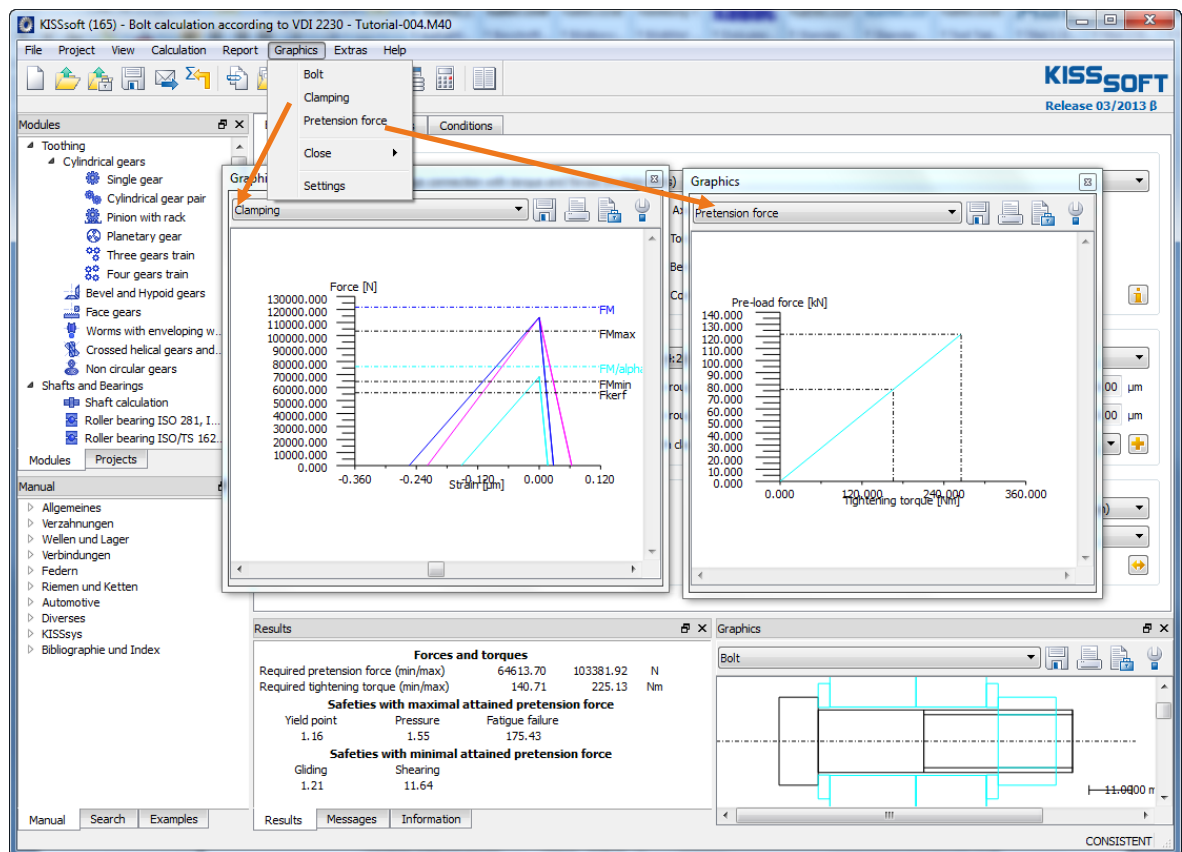 KISSsoft (165) - Bolt calculation according to VDI 2230 - Tutorial-004.M40
File Project View Calculation Report Graphics Extras Help
KISSSOFT
Release 03/2013 β
Bolt
Clamping
Pretension force
Close
Settings
Conditions
Modules
Toothing
Cylindrical gears
Single gear
Cylindrical gear pair
Pinion with rack
Planetary gear
Three gears train
Four gears train
Bevel and Hypoid gears
Face gears
Worms with enveloping w...
Crossed helical gears and...
Non circular gears
Shafts and Bearings
Shaft calculation
Roller bearing ISO 281, I...
Roller bearing ISO/TS 162...
Modules Projects
Manual
Allgemeines
Verzahnungen
Wellen und Lager
Verbindungen
Federn
Riemen und Ketten
Automotive
Diverses
KISSsys
Bibliographie und Index
Manual Search Examples
Clamping
Force [N]
130000.000
120000.000
110000.000
100000.000
90000.000
80000.000
70000.000
60000.000
50000.000
40000.000
30000.000
20000.000
10000.000
0.000
FM
FMmax
FM/alph
FMmin
Fkerf
-0.360 -0.240 -0.120 0.000 0.120
Strain [µm]
Graphics
Pretension force
Pre-load force [kN]
140.000
130.000
120.000
110.000
100.000
90.000
80.000
70.000
60.000
50.000
40.000
30.000
20.000
10.000
0.000
0.000 120.000 240.000 360.000
Tightening torque [Nm]
00 µm
00 µm
Results
Forces and torques
Required pretension force (min/max) 64613.70 103381.92 N
Required tightening torque (min/max) 140.71 225.13 Nm
Safeties with maximal attained pretension force
Yield point Pressure Fatigue failure
1.16 1.55 175.43
Safeties with minimal attained pretension force
Gliding Shearing
1.21 11.64
Results Messages Information
Graphics
Bolt
CONSISTENT